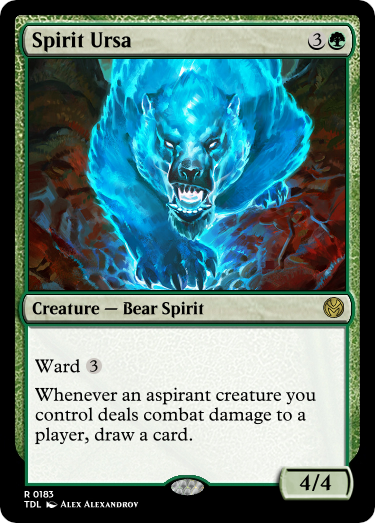 Spirit Ursa 3
Creature — Bear Spirit
Ward 3
Whenever an aspirant creature you
control deals combat damage to a
player, draw a card.
4/4
R 0183
TDL Alex Alexandrov